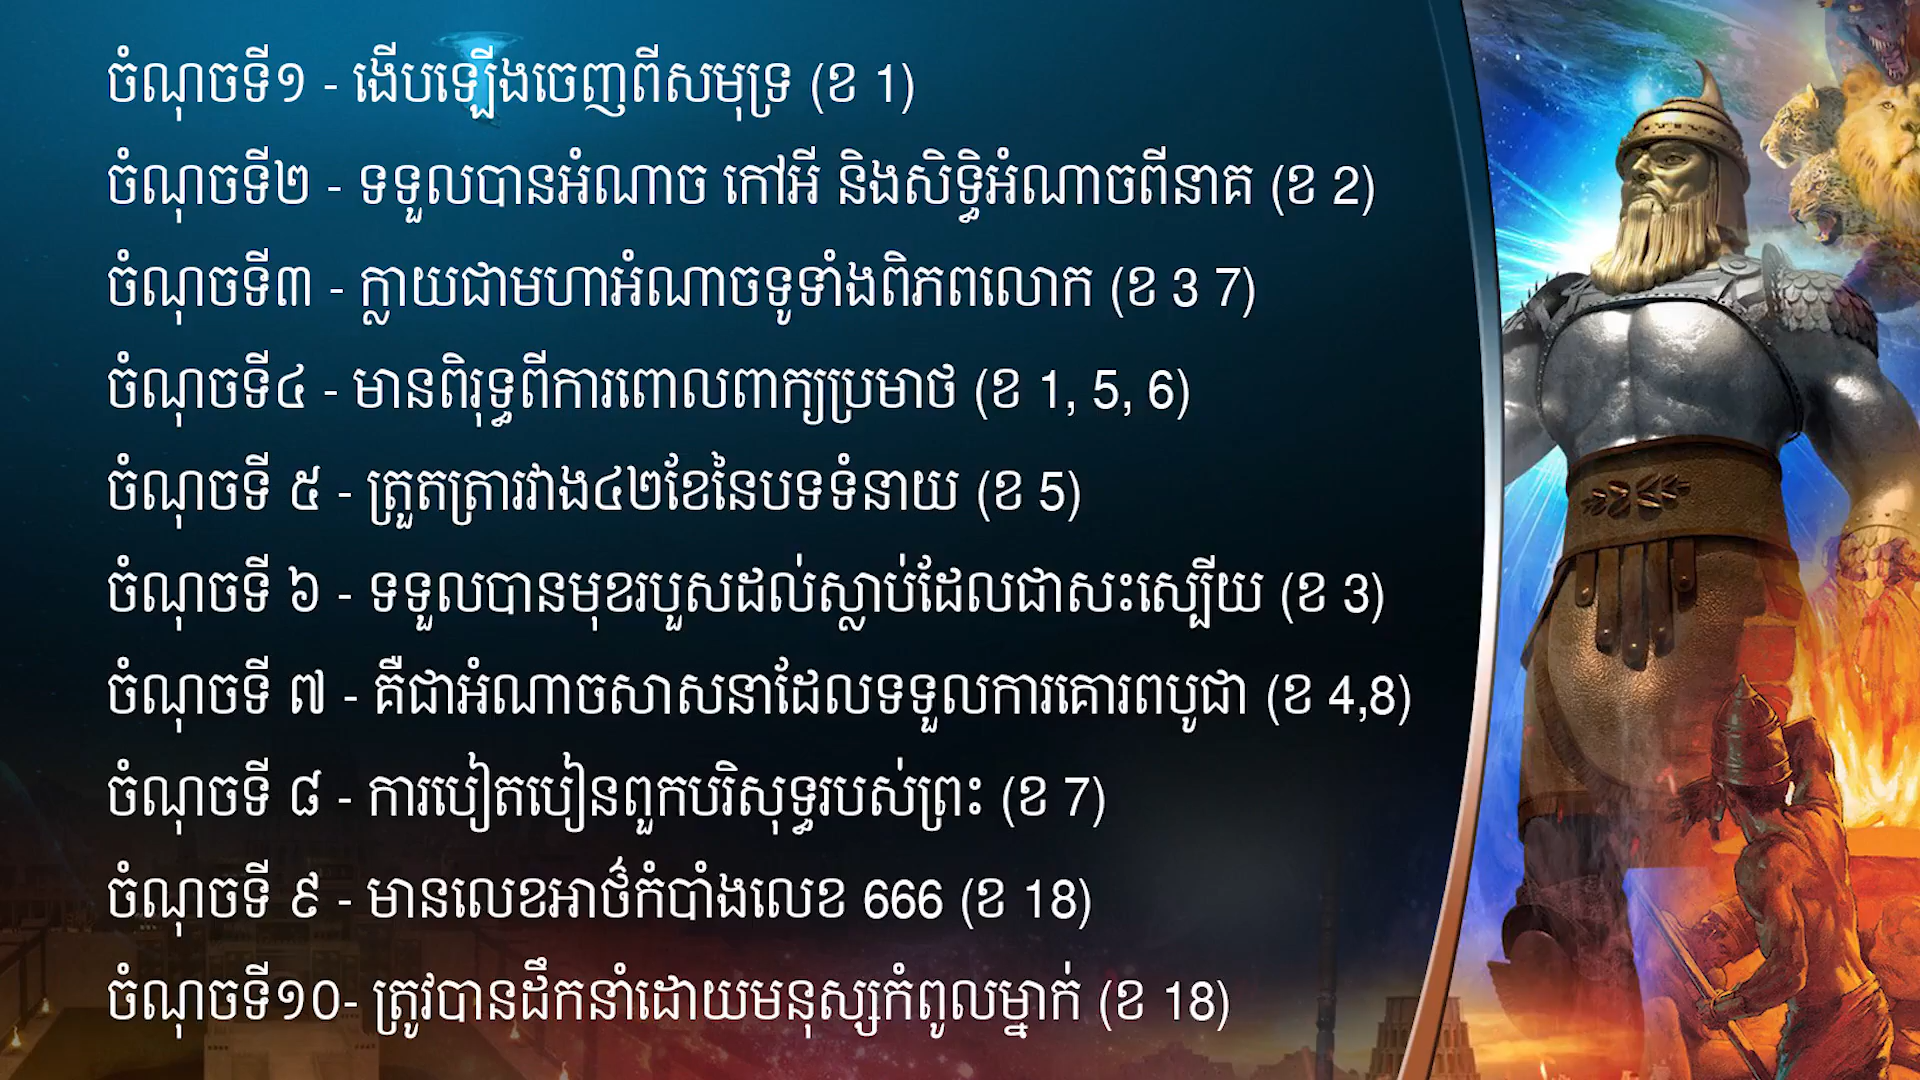 ចំណុចទី១ - ងើបឡើងចេញពីសមុទ្រ (ខ 1)
ចំណុចទី២ - ទទួលបានអំណាច កៅអី និងសិទ្ធិអំណាចពីនាគ (ខ 2)
ចំណុចទី៣ - ក្លាយជាមហាអំណាចទូទាំងពិភពលោក (ខ 3 7)
ចំណុចទី៤ - មានពិរុទ្ធពីការពោលពាក្យប្រមាថ (ខ 1, 5, 6)
ចំណុចទី ៥ - ត្រួតត្រារវាង៤២ខែនៃបទទំនាយ (ខ 5)
ចំណុចទី ៦ - ទទួលបានមុខរបួសដល់ស្លាប់ដែលជាសះស្បើយ (ខ 3)
ចំណុចទី ៧ - គឺជាអំណាចសាសនាដែលទទួលការគោរពបូជា (ខ 4,8)
ចំណុចទី ៨ - ការបៀតបៀនពួកបរិសុទ្ធរបស់ព្រះ (ខ 7)
ចំណុចទី ៩ - មានលេខអាថ៌កំបាំងលេខ 666 (ខ 18)
ចំណុចទី១០- ត្រូវបានដឹកនាំដោយមនុស្សកំពូលម្នាក់ (ខ 18)